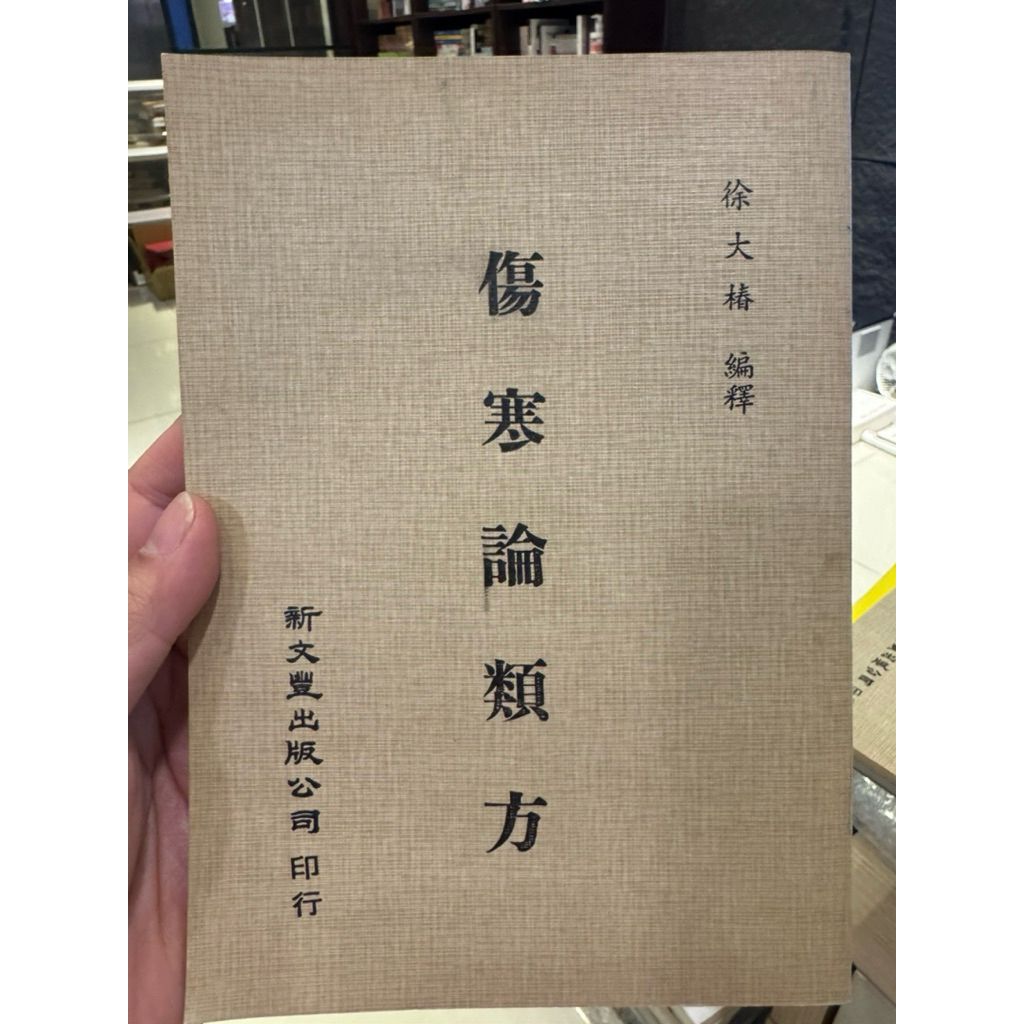 徐大椿 編釋
傷寒論類方
新文豐出版公司 印行